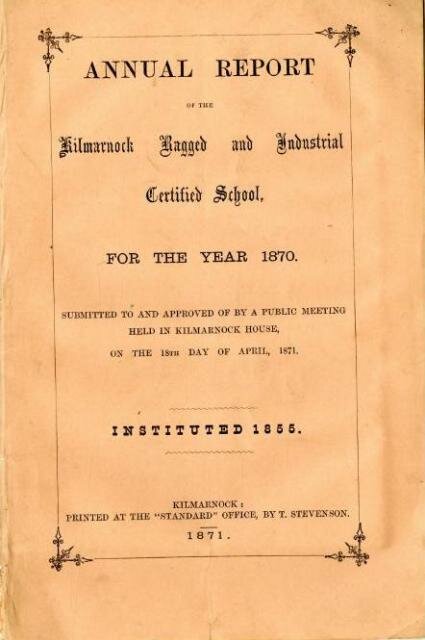 ANNUAL REPORT
OF THE
Kilmarnock Ragged and Industrial
Certified School,
FOR THE YEAR 1870.
SUBMITTED TO AND APPROVED OF BY A PUBLIC MEETING
HELD IN KILMARNOCK HOUSE,
ON THE 18TH DAY OF APRIL, 1871.
INSTITUTED 1855.
KILMARNOCK:
PRINTED AT THE "STANDARD" OFFICE, BY T. STEVENSON.
1871.